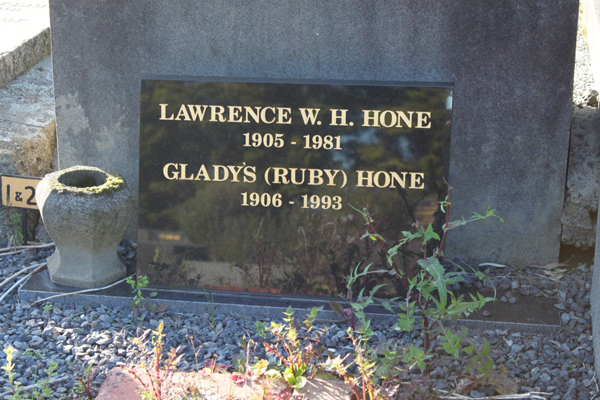 LAWRENCE W. H. HONE
1905 - 1981
GLADYS (RUBY) HONE
1906 - 1993
1 & 2